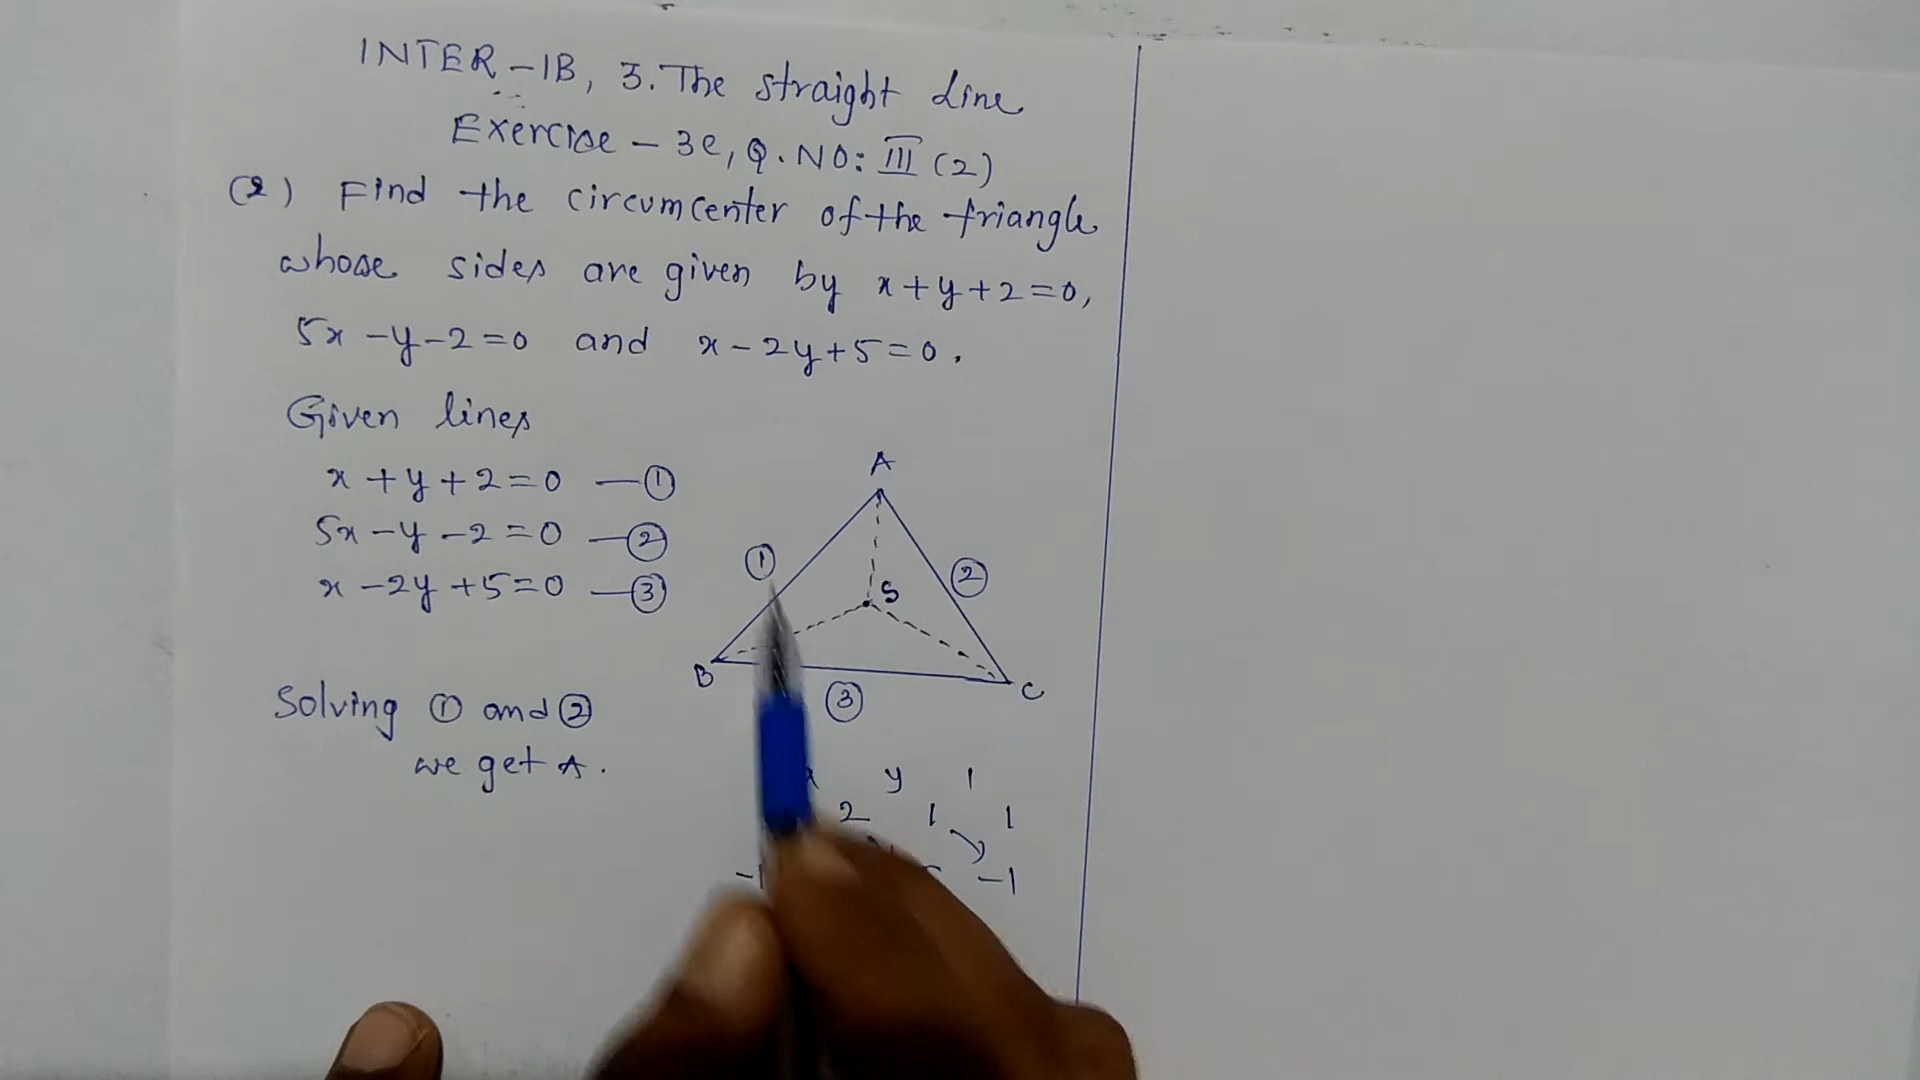 INTER-IB, 3. The straight Line
Exercise - 3e, Q. NO: III (2)
(2) Find the circumcenter of the triangle
whose sides are given by x+y+2=0,
5x-y-2=0 and x-2y+5=0.
Given lines
x+y+2=0 —①
5x-y-2=0 —②
x-2y+5=0 —③
A
① ②
S
B C
③
Solving ① and ②
we get A.
y 1
2 1 1
-1 -1